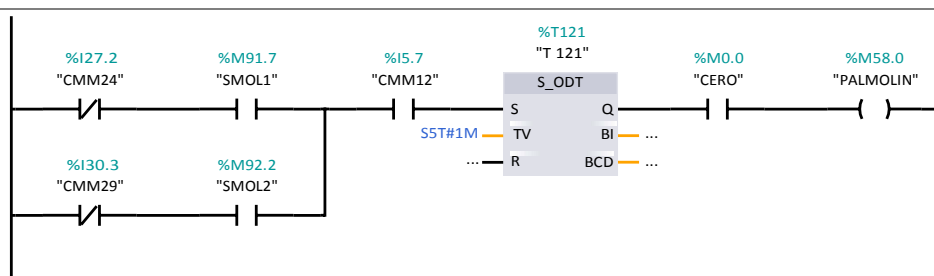 %T121
"T 121"
%I27.2
"CMM24"
%M91.7
"SMOL1"
%I5.7
"CMM12"
S_ODT
%M0.0
"CERO"
%M58.0
"PALMOLIN"
S
Q
S5T#1M
TV
BI
...
...
R
BCD
...
%I30.3
"CMM29"
%M92.2
"SMOL2"